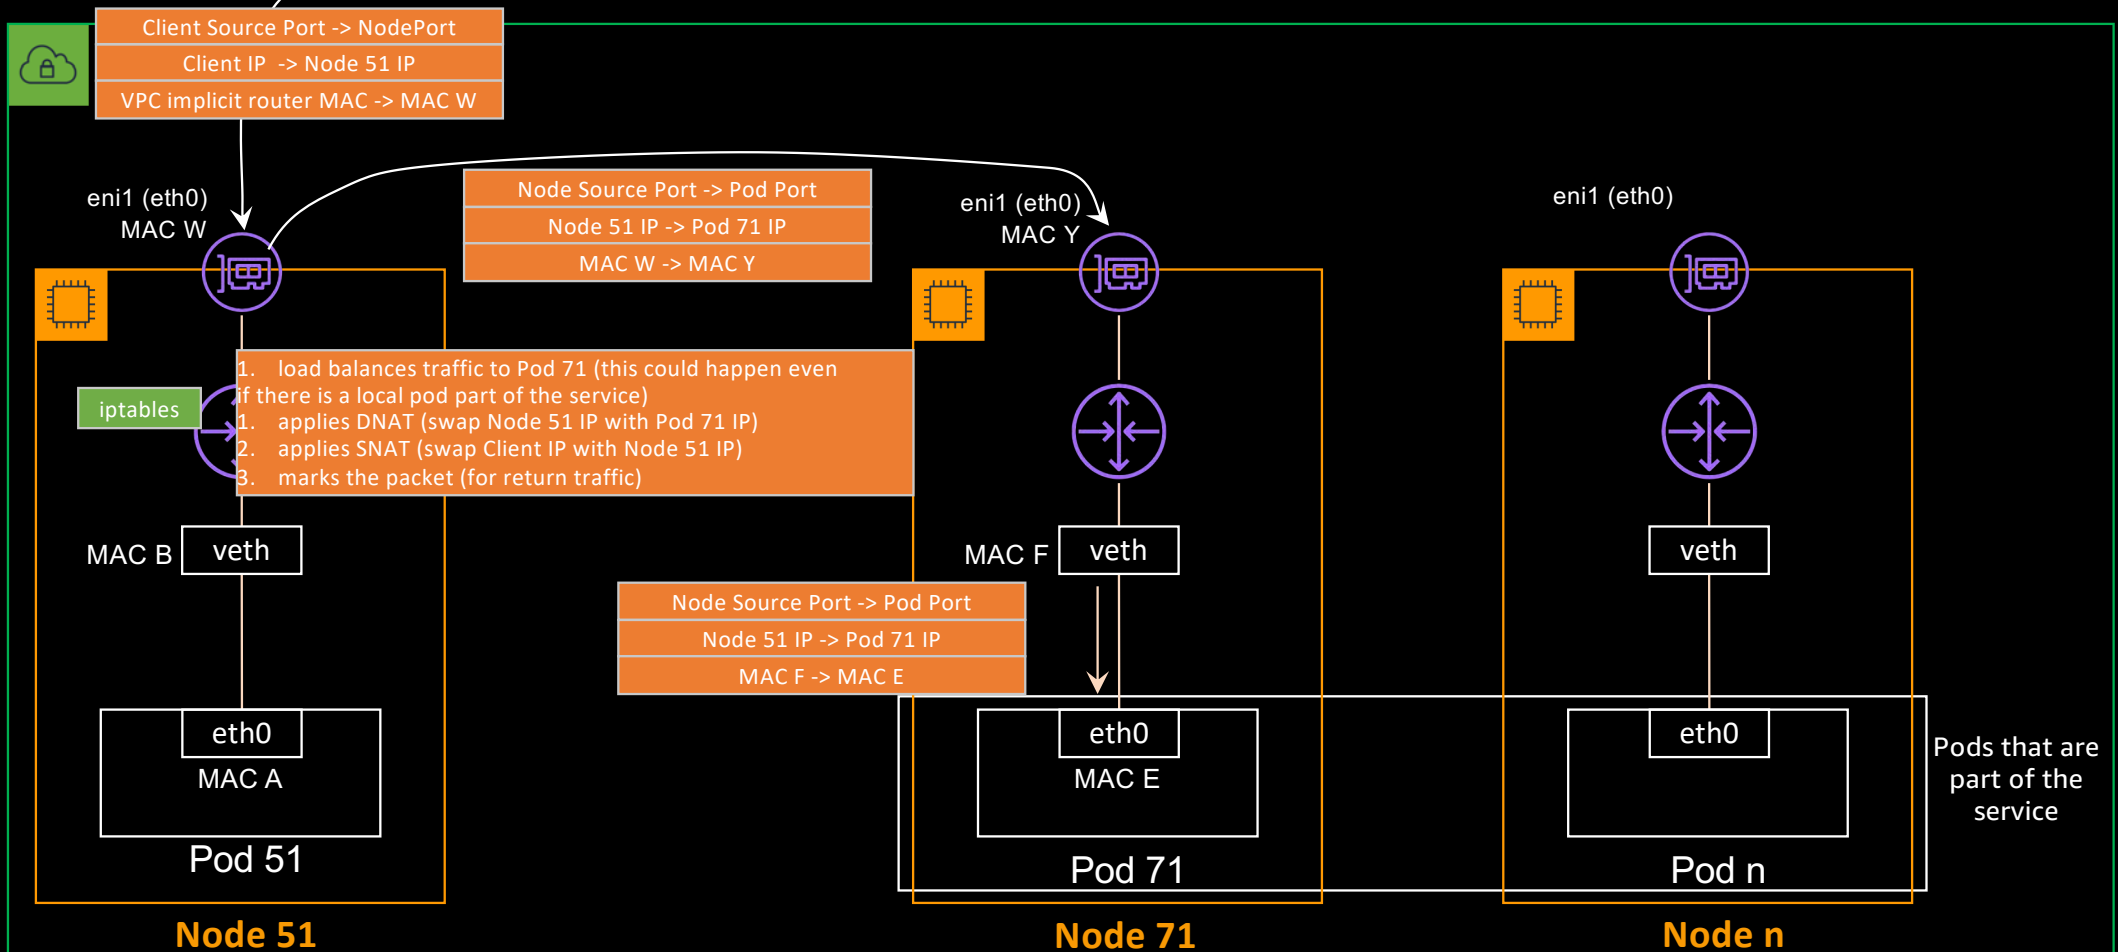 Client Source Port -> NodePort
Client IP -> Node 51 IP
VPC implicit router MAC -> MAC W
eni1 (eth0)
MAC W
Node Source Port -> Pod Port
Node 51 IP -> Pod 71 IP
MAC W -> MAC Y
eni1 (eth0)
MAC Y
eni1 (eth0)
iptables
1. load balances traffic to Pod 71 (this could happen even
if there is a local pod part of the service)
1. applies DNAT (swap Node 51 IP with Pod 71 IP)
2. applies SNAT (swap Client IP with Node 51 IP)
3. marks the packet (for return traffic)
MAC B
veth
MAC F
veth
veth
Node Source Port -> Pod Port
Node 51 IP -> Pod 71 IP
MAC F -> MAC E
eth0
MAC A
eth0
MAC E
eth0
Pods that are
part of the
service
Pod 51
Pod 71
Pod n
Node 51
Node 71
Node n